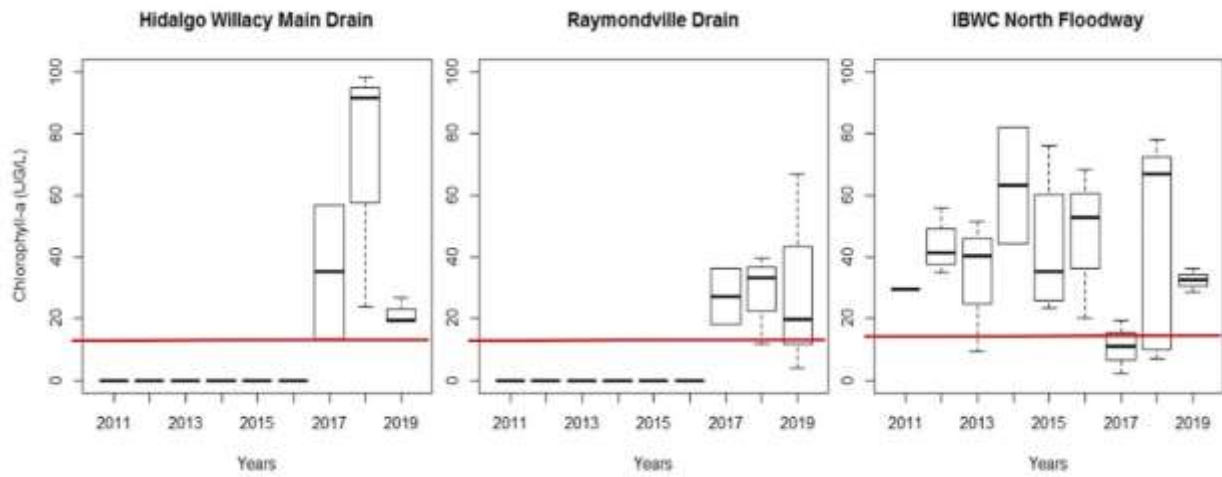 Hidalgo Willacy Main Drain
Raymondville Drain
IBWC North Floodway
Chlorophyll-a (UG/L)
0 20 40 60 80 100
0 20 40 60 80 100
0 20 40 60 80 100
2011 2013 2015 2017 2019
2011 2013 2015 2017 2019
2011 2013 2015 2017 2019
Years
Years
Years